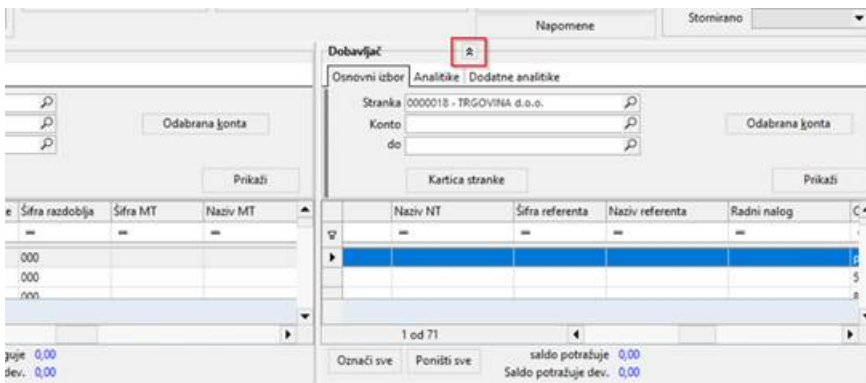 Napomene
Stornirano
Dobavljač
Osnovni izbor Analitike Dodatne analitike
Stranka 0000018 - TRGOVINA d.o.o.
Odabrana konta
Konto
Odabrana konta
do
Prikaži
Kartica stranke
Prikaži
Šifra razdoblja Šifra MT Naziv MT
Naziv NT Šifra referenta Naziv referenta Radni nalog
000
000
000
1 od 71
Označi sve Poništi sve
guje 0,00
saldo potražuje 0,00
dev. 0,00
Saldo potražuje dev. 0,00